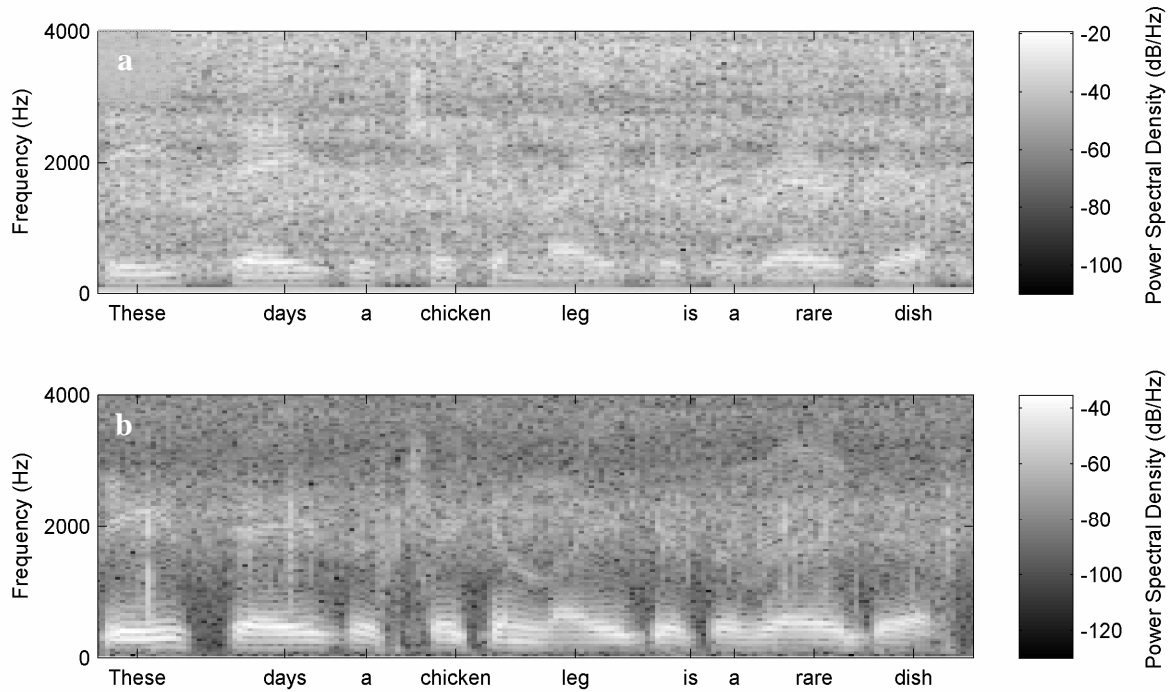 a
4000
2000
0
Frequency (Hz)
These days a chicken leg is a rare dish
-20
-40
-60
-80
-100
Power Spectral Density (dB/Hz)
b
4000
2000
0
Frequency (Hz)
These days a chicken leg is a rare dish
-40
-60
-80
-100
-120
Power Spectral Density (dB/Hz)